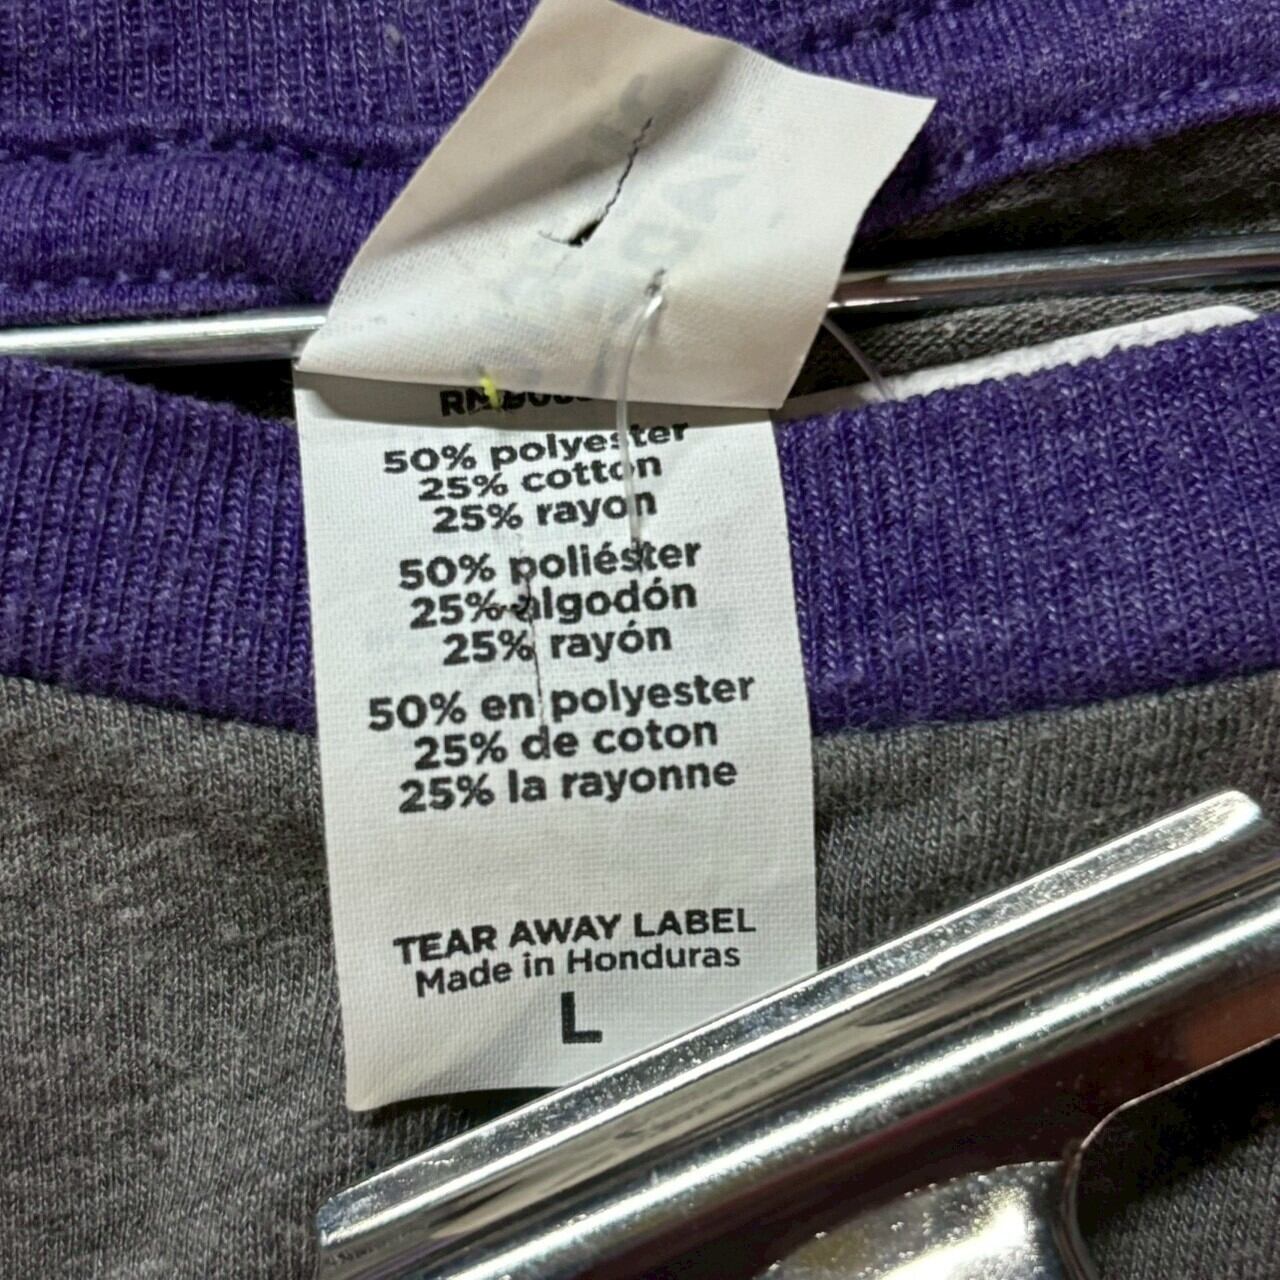 50% polyester
25% cotton
25% rayon
50% poliéster
25% algodón
25% rayón
50% en polyester
25% de coton
25% la rayonne
TEAR AWAY LABEL
Made in Honduras
L